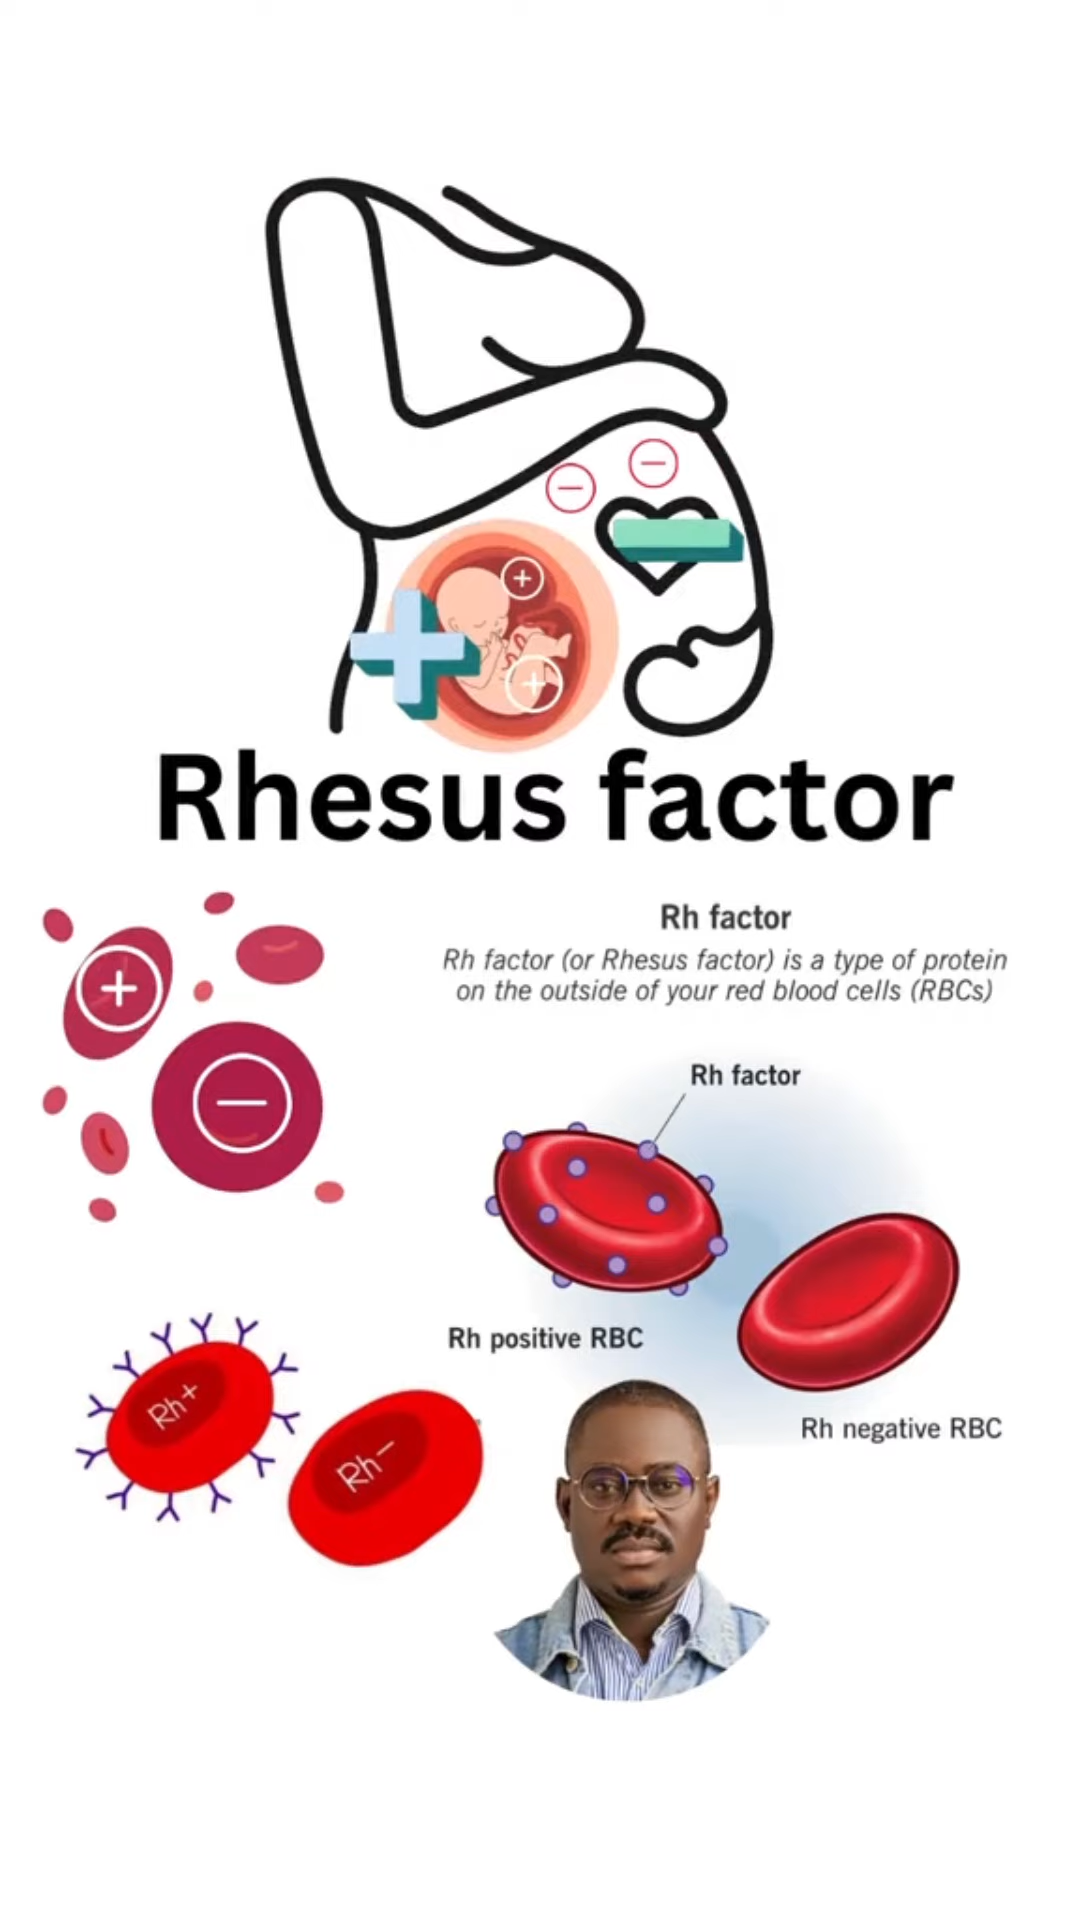 Rhesus factor
Rh factor
Rh factor (or Rhesus factor) is a type of protein
on the outside of your red blood cells (RBCs)
Rh factor
Rh positive RBC
Rh negative RBC
Rh+
Rh−